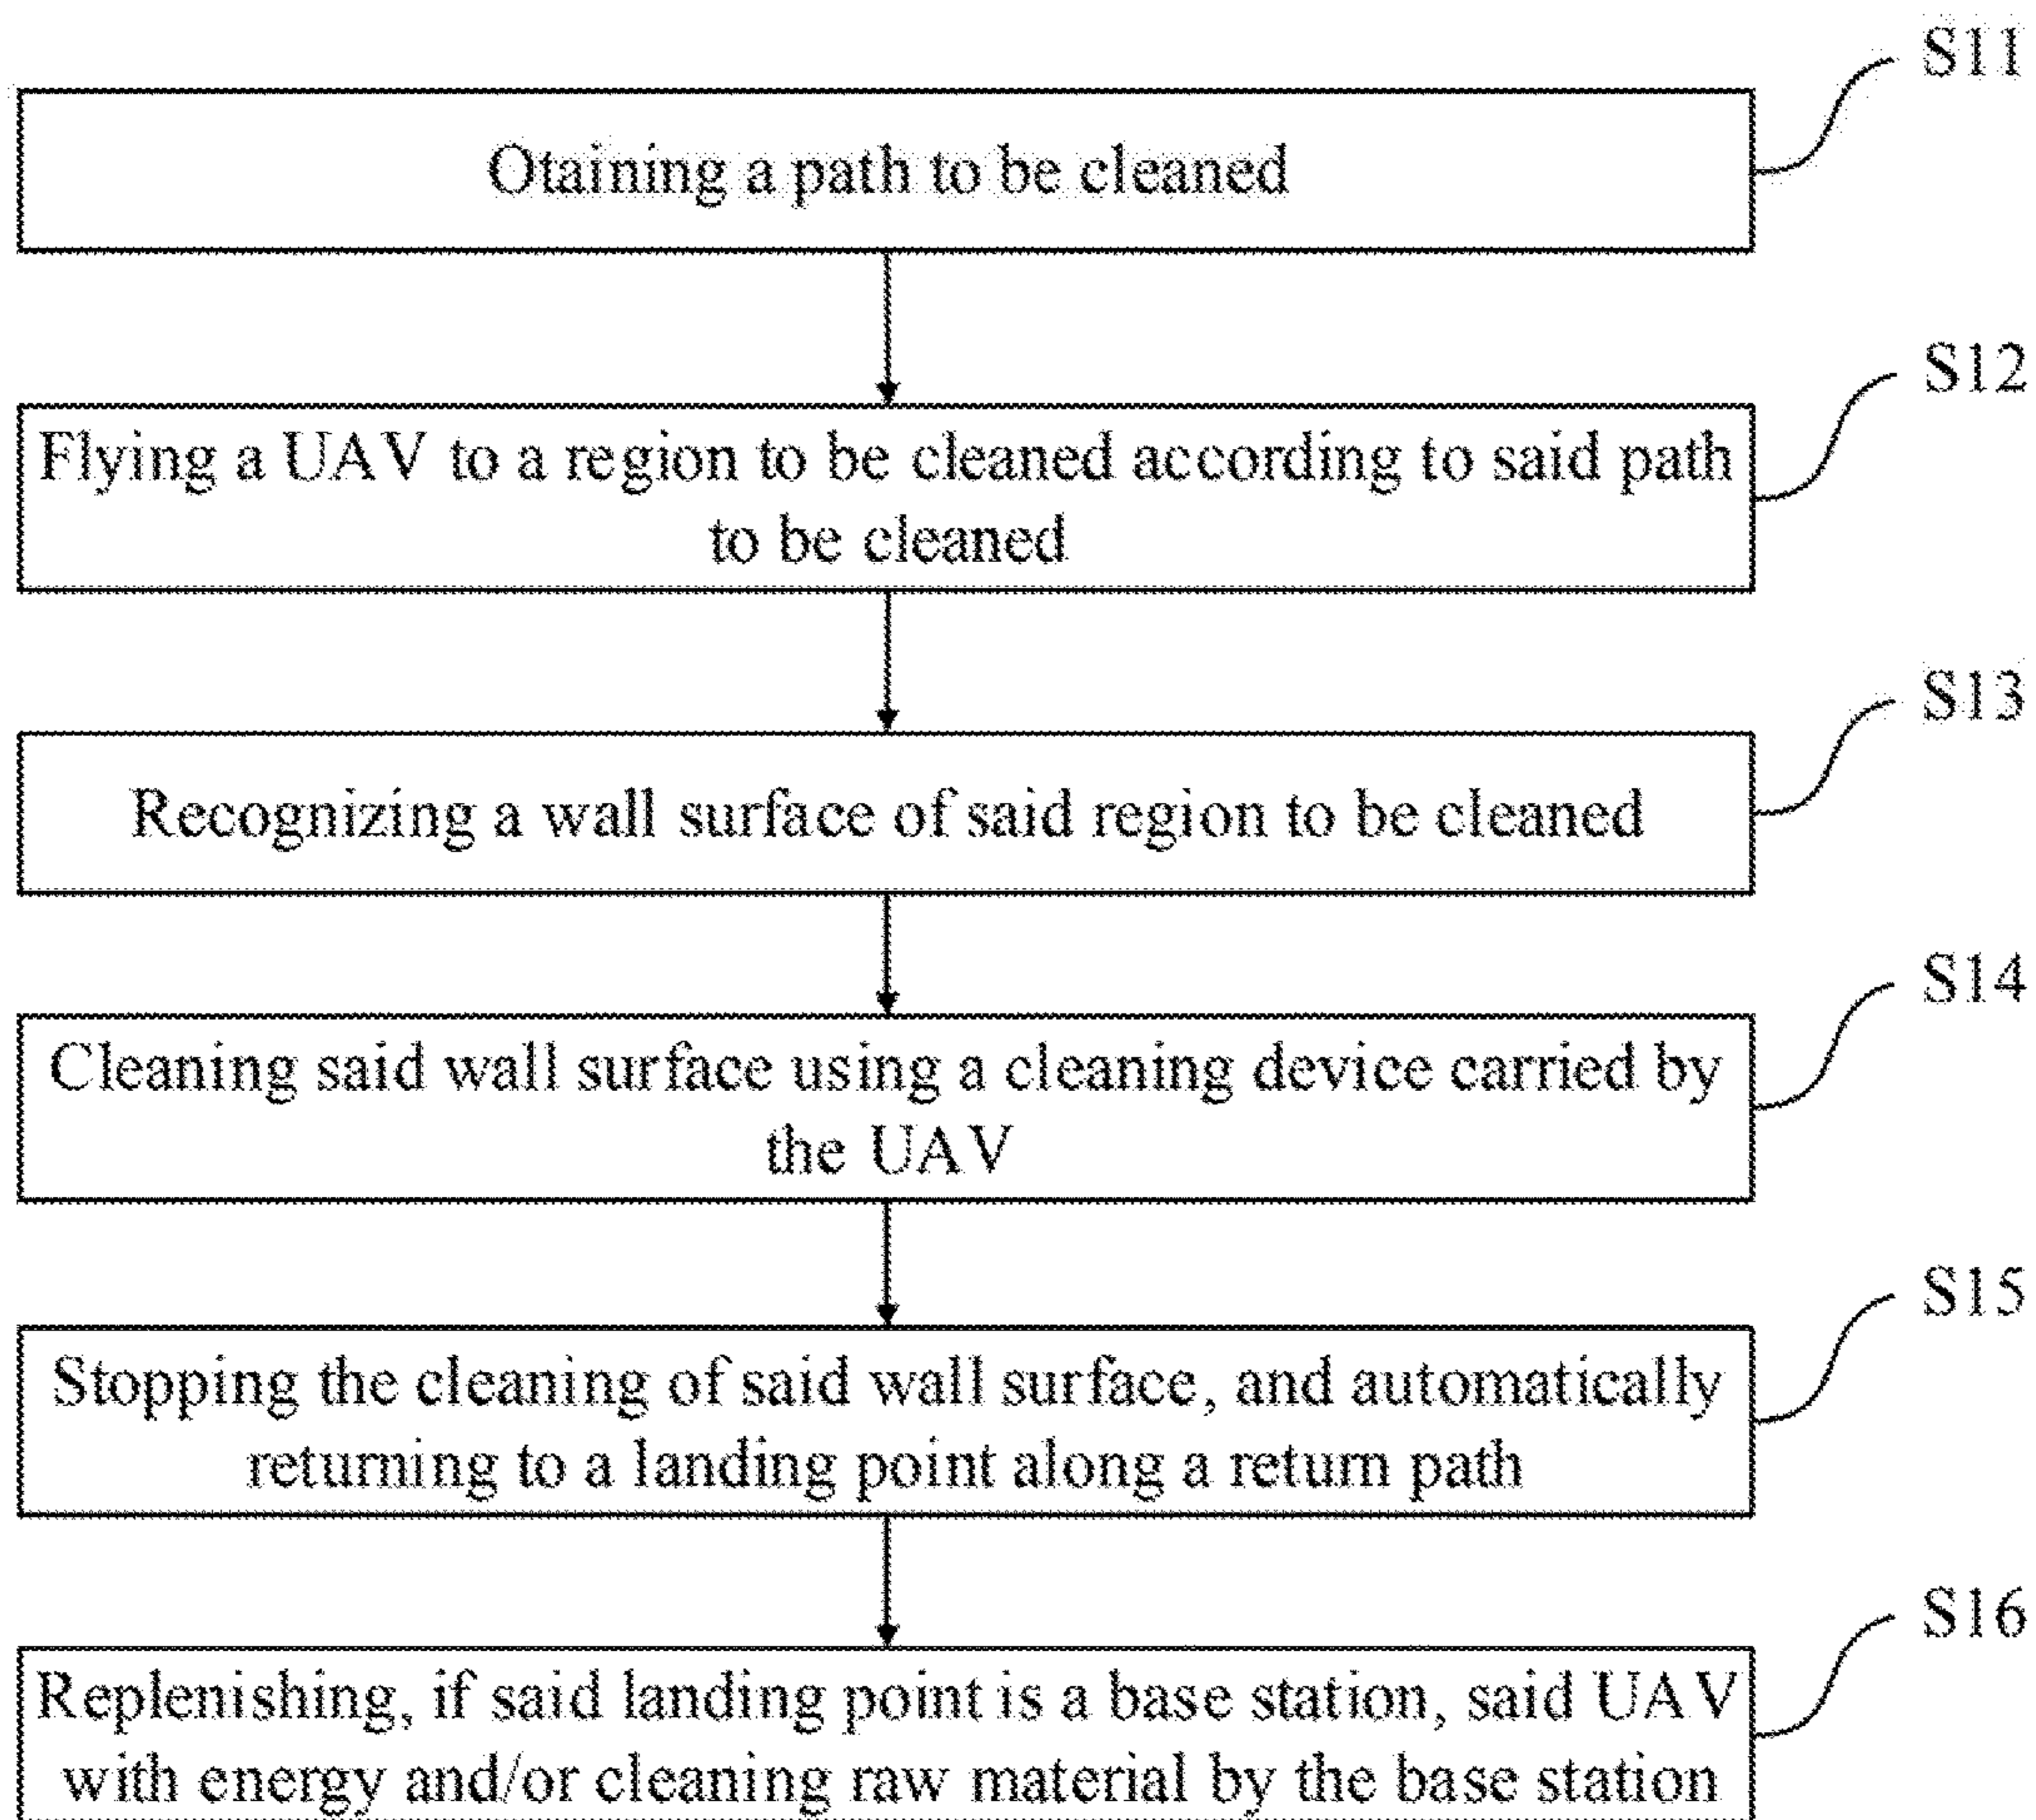 S11
Otaining a path to be cleaned
S12
Flying a UAV to a region to be cleaned according to said path
to be cleaned
S13
Recognizing a wall surface of said region to be cleaned
S14
Cleaning said wall surface using a cleaning device carried by
the UAV
S15
Stopping the cleaning of said wall surface, and automatically
returning to a landing point along a return path
S16
Replenishing, if said landing point is a base station, said UAV
with energy and/or cleaning raw material by the base station